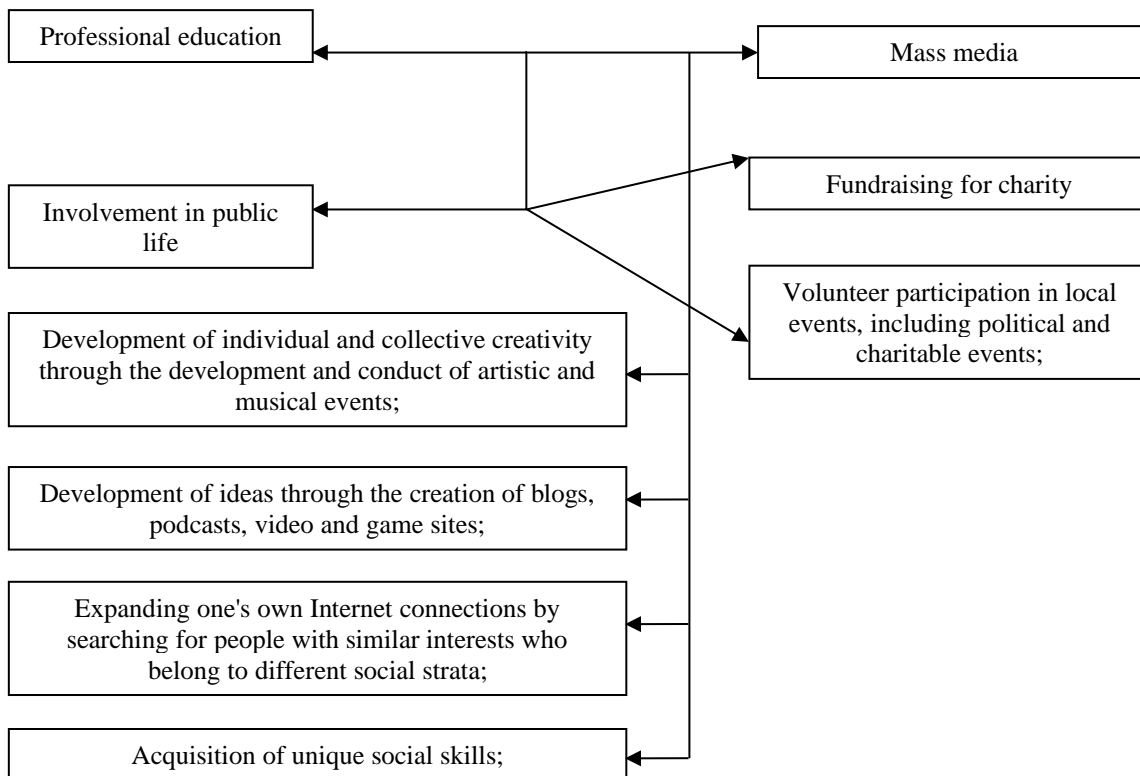 Professional education
Mass media
Fundraising for charity
Involvement in public
life
Volunteer participation in local
events, including political and
charitable events;
Development of individual and collective creativity
through the development and conduct of artistic and
musical events;
Development of ideas through the creation of blogs,
podcasts, video and game sites;
Expanding one's own Internet connections by
searching for people with similar interests who
belong to different social strata;
Acquisition of unique social skills;